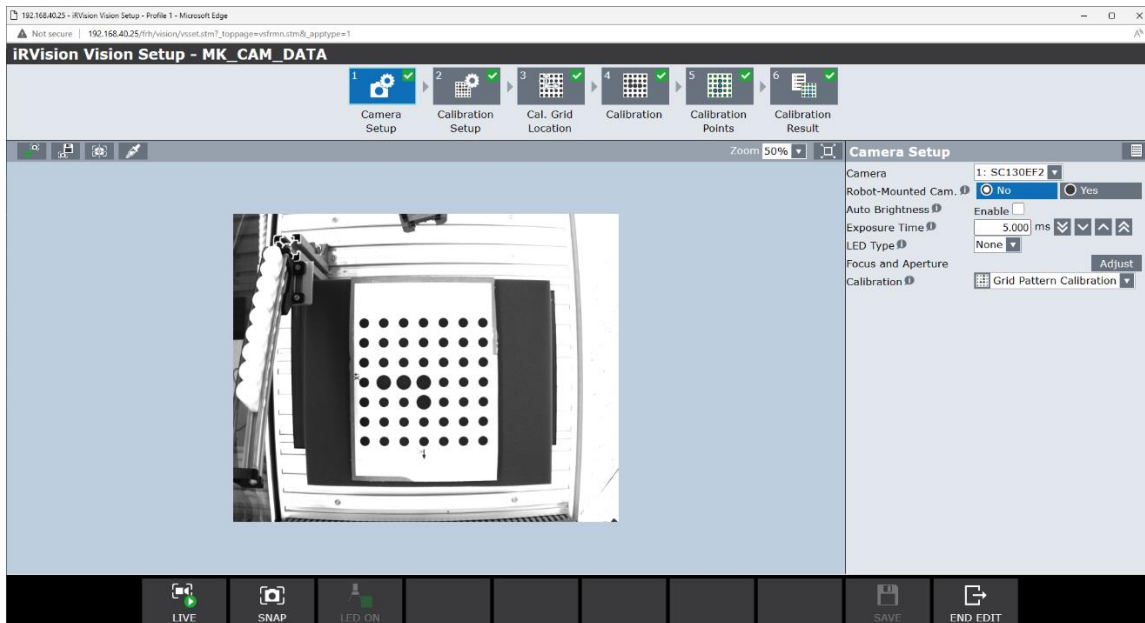 192.168.40.25 - iRVision Vision Setup - Profile 1 - Microsoft Edge
Not secure | 192.168.40.25/frh/vision/vsset.stm?_toppage=vsfrmn.stm&_apptype=1
iRVision Vision Setup - MK_CAM_DATA
1 2 3 4 5 6
Camera Setup
Calibration Setup
Cal. Grid Location
Calibration
Calibration Points
Calibration Result
Zoom 50%
Camera Setup
Camera 1: SC130EF2
Robot-Mounted Cam. No Yes
Auto Brightness Enable
Exposure Time 5.000 ms
LED Type None
Focus and Aperture Adjust
Calibration Grid Pattern Calibration
LIVE SNAP LED ON SAVE END EDIT